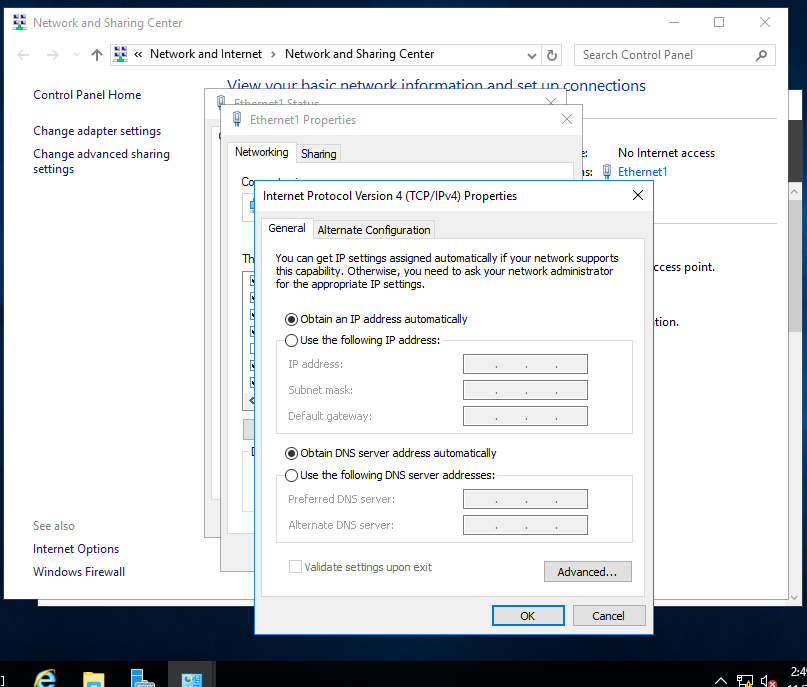 Network and Sharing Center
« Network and Internet > Network and Sharing Center
Search Control Panel
Control Panel Home
Change adapter settings
Change advanced sharing
settings
View your basic network information and set up connections
Ethernet1 Status
Ethernet1 Properties
Networking
Sharing
No Internet access
Ethernet1
Internet Protocol Version 4 (TCP/IPv4) Properties
General
Alternate Configuration
You can get IP settings assigned automatically if your network supports
this capability. Otherwise, you need to ask your network administrator
for the appropriate IP settings.
Obtain an IP address automatically
Use the following IP address:
IP address:
Subnet mask:
Default gateway:
Obtain DNS server address automatically
Use the following DNS server addresses:
Preferred DNS server:
Alternate DNS server:
Validate settings upon exit
Advanced...
OK
Cancel
ccess point.
tion.
See also
Internet Options
Windows Firewall